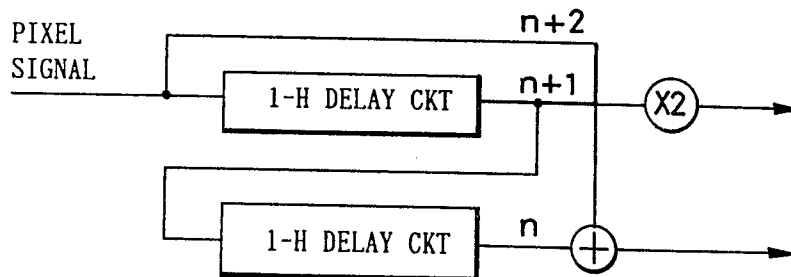 PIXEL
SIGNAL
n+2
n+1
1-H DELAY CKT
X2
1-H DELAY CKT
n
+